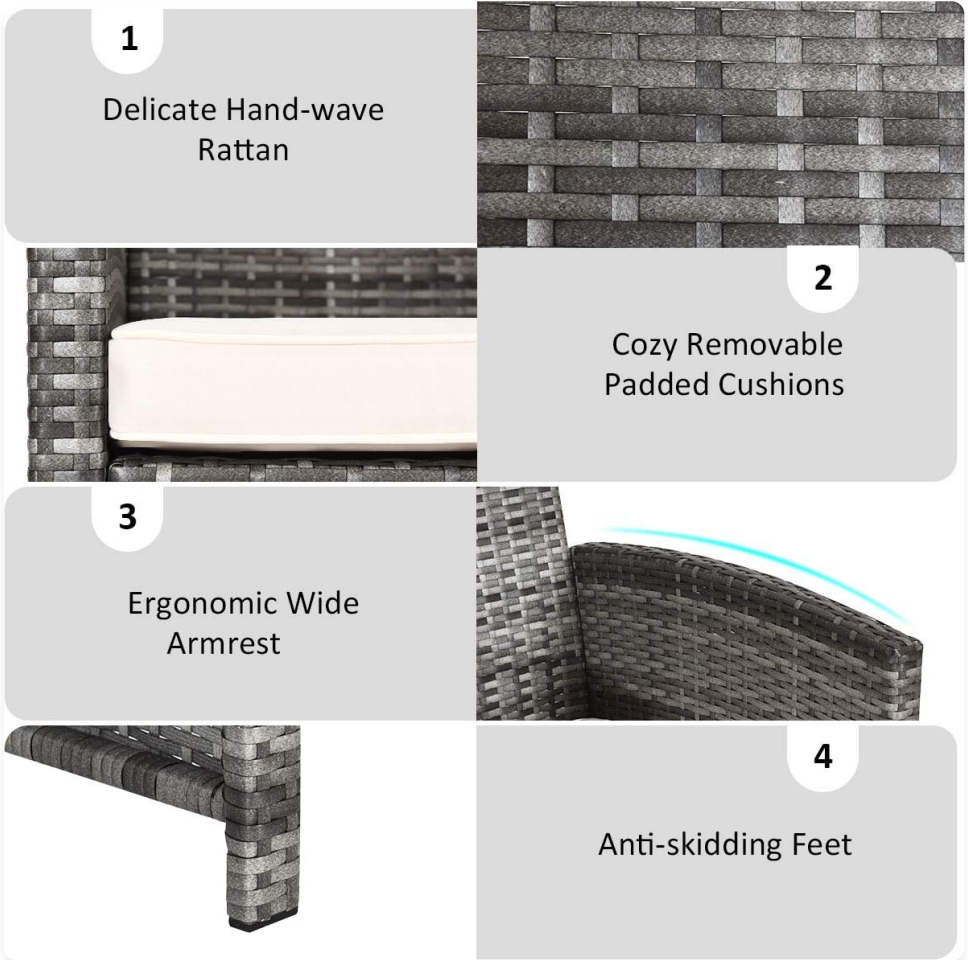 1
Delicate Hand-wave
Rattan
2
Cozy Removable
Padded Cushions
3
Ergonomic Wide
Armrest
4
Anti-skidding Feet